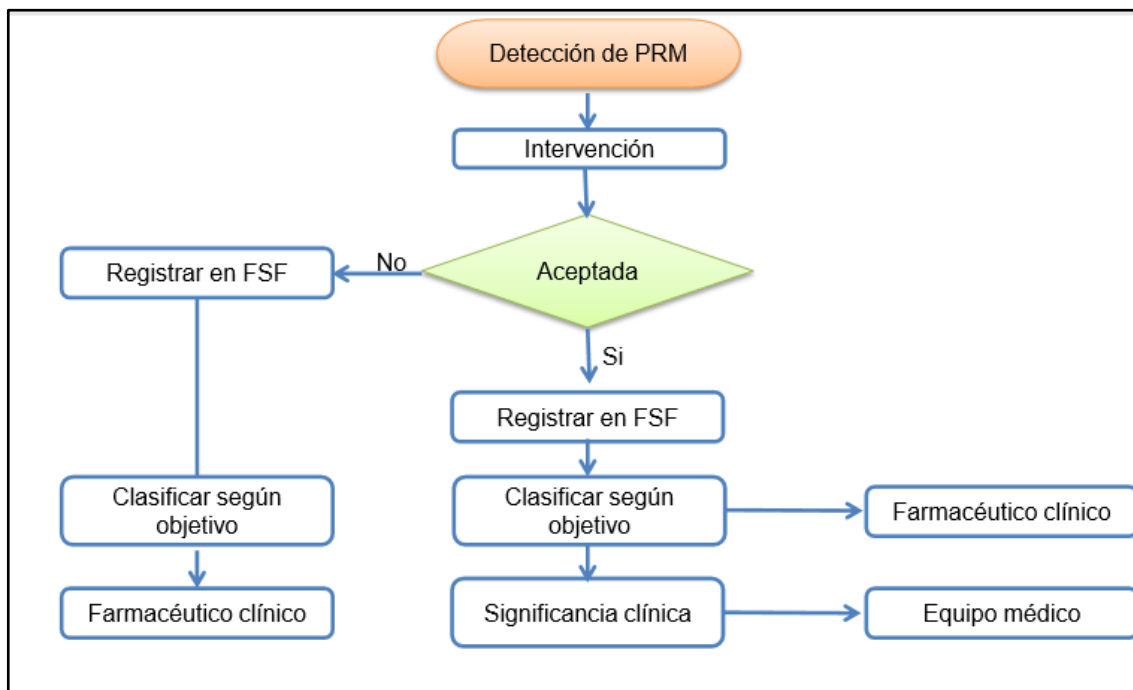 Detección de PRM
Intervención
Aceptada
No
Registrar en FSF
Si
Registrar en FSF
Clasificar según
objetivo
Clasificar según
objetivo
Farmacéutico clínico
Farmacéutico clínico
Significancia clínica
Equipo médico